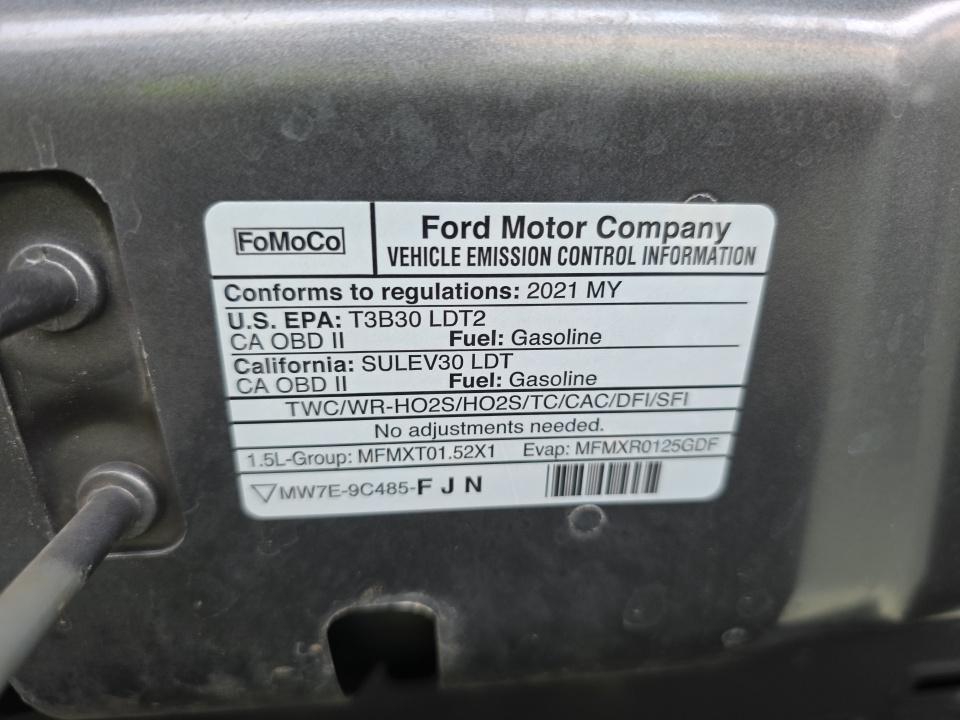 FoMoCo
Ford Motor Company
VEHICLE EMISSION CONTROL INFORMATION
Conforms to regulations: 2021 MY
U.S. EPA: T3B30 LDT2
CA OBD II Fuel: Gasoline
California: SULEV30 LDT
CA OBD II Fuel: Gasoline
TWC/WR-HO2S/HO2S/TC/CAC/DFI/SFI
No adjustments needed.
1.5L-Group: MFMXT01.52X1 Evap: MFMXR0125GDF
MW7E-9C485-F J N